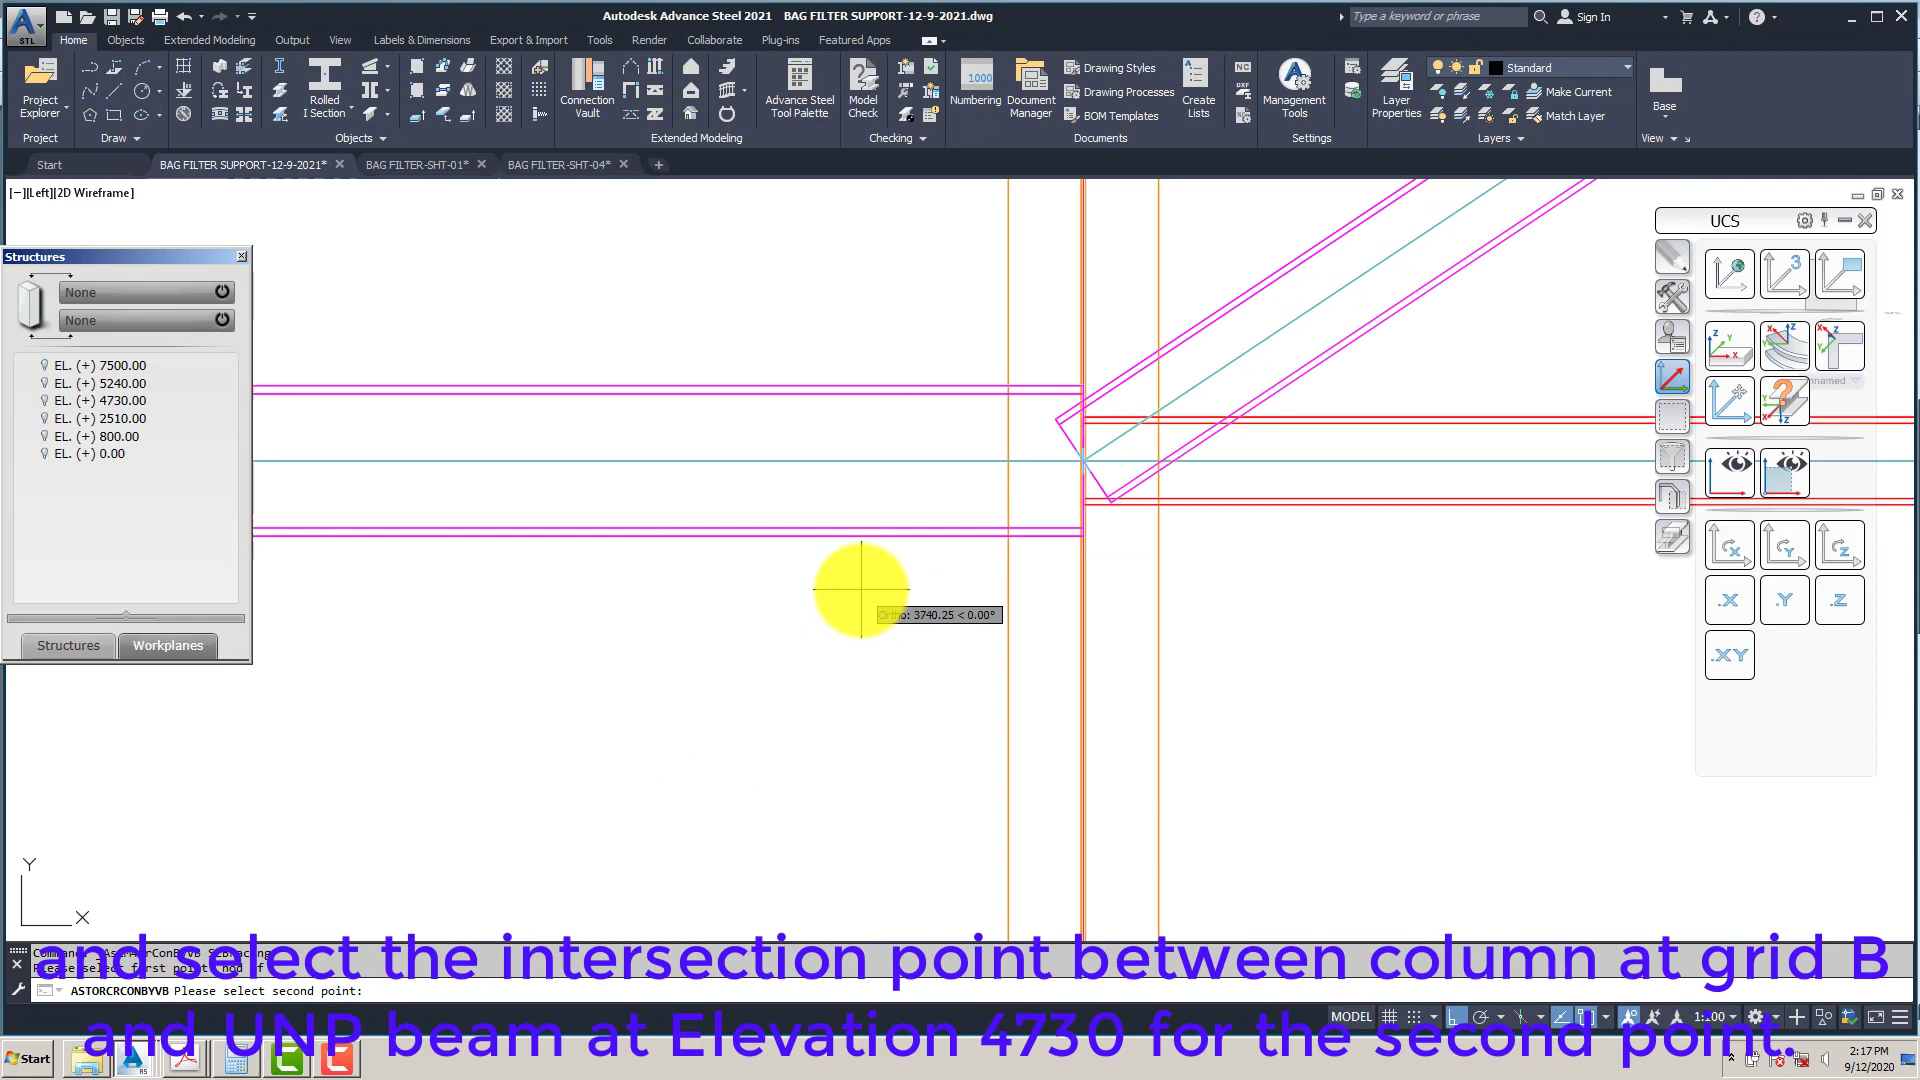 Autodesk Advance Steel 2021 BAG FILTER SUPPORT-12-9-2021.dwg
Type a keyword or phrase
Sign In
STL
Home Objects Extended Modeling Output View Labels & Dimensions Export & Import Tools Render Collaborate Plug-ins Featured Apps
Project Explorer
Rolled I Section
Connection Vault
Advance Steel Tool Palette
Model Check
1000
Numbering
Document Manager
Drawing Styles
Drawing Processes
BOM Templates
Create Lists
NC
DXF
Management Tools
Layer Properties
Standard
Make Current
Match Layer
Base
Project Draw Objects Extended Modeling Checking Documents Settings Layers View
Start BAG FILTER SUPPORT-12-9-2021* BAG FILTER-SHT-01* BAG FILTER-SHT-04*
[−][Left][2D Wireframe]
UCS
Structures
None
None
EL. (+) 7500.00
EL. (+) 5240.00
EL. (+) 4730.00
EL. (+) 2510.00
EL. (+) 800.00
EL. (+) 0.00
Structures Workplanes
Ortho: 3740.25 < 0.00°
3
Z
Y
X
.X .Y .Z
.XY
Y
X
and select the intersection point between column at grid B
and UNP beam at Elevation 4730 for the second point.
ASTORCRCONBYVB Please select second point:
MODEL
1:100
Start
2:17 PM
9/12/2020